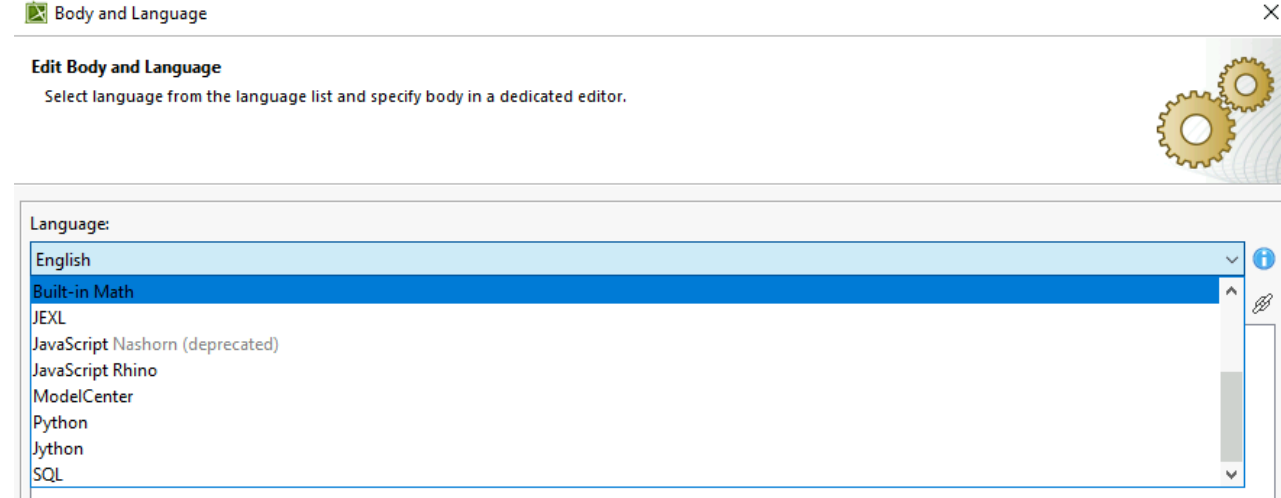 Body and Language
Edit Body and Language
Select language from the language list and specify body in a dedicated editor.
Language:
English
Built-in Math
JEXL
JavaScript Nashorn (deprecated)
JavaScript Rhino
ModelCenter
Python
Jython
SQL